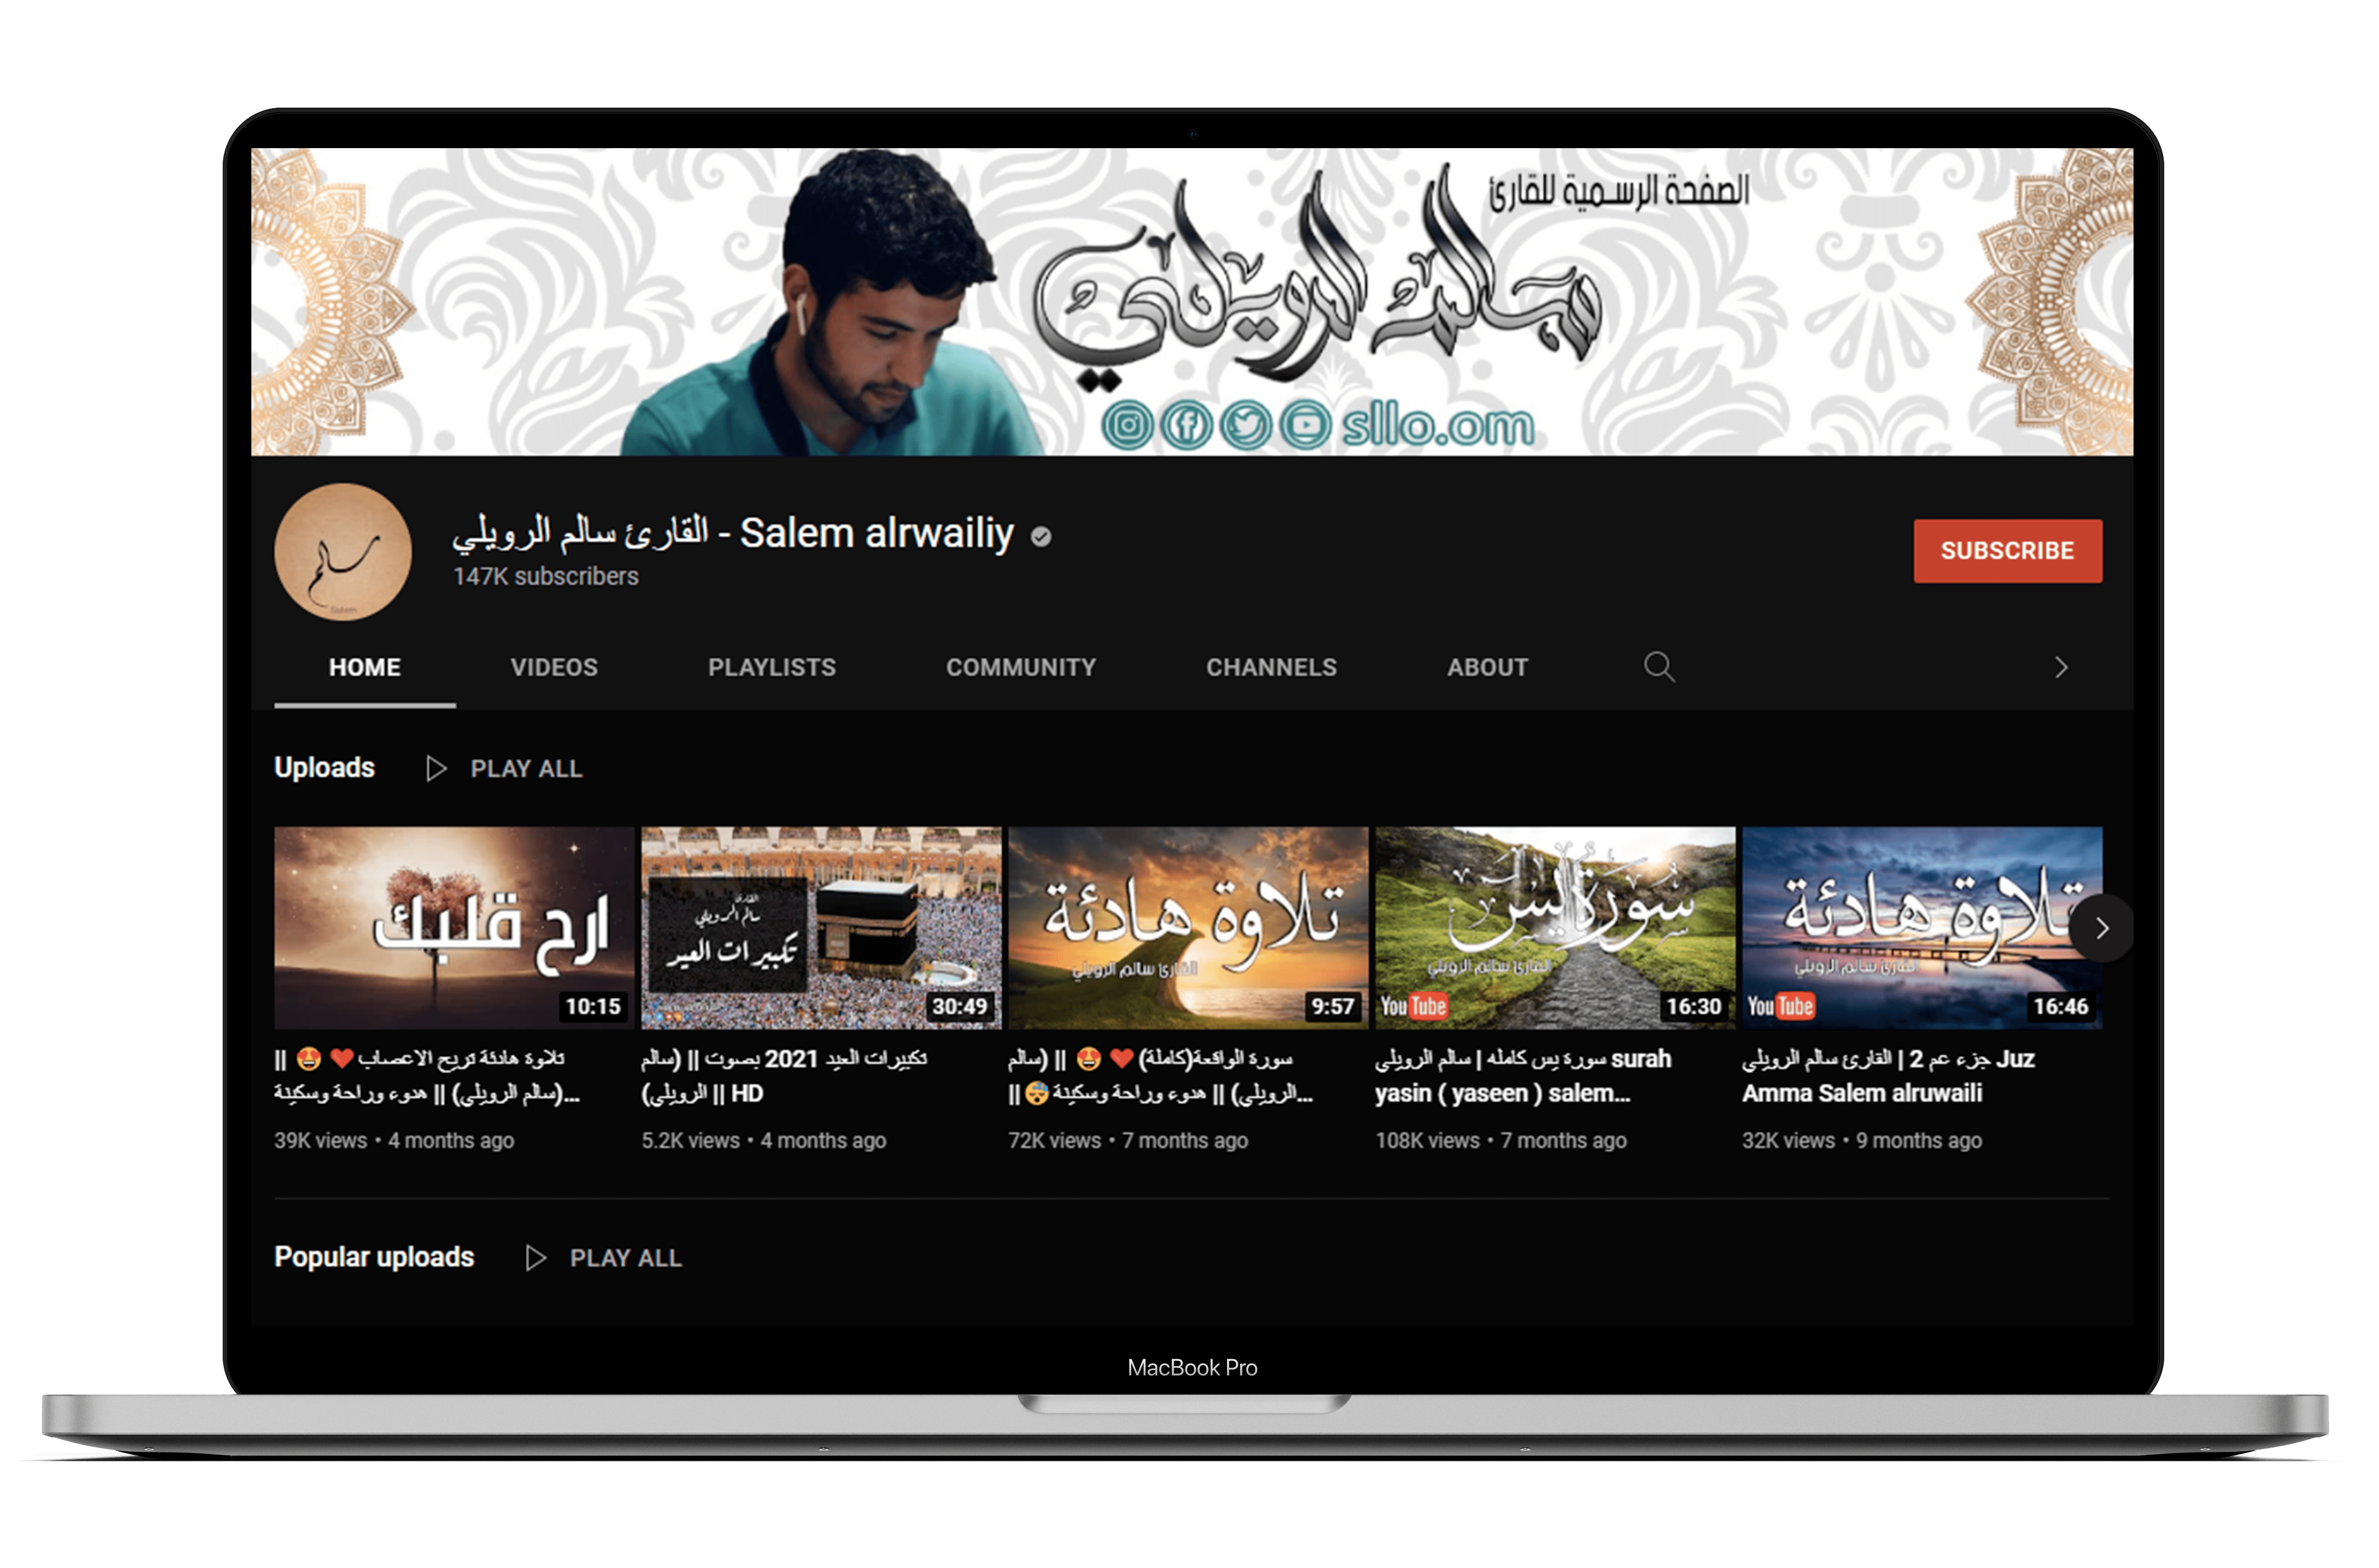 الصفحة الرسمية للقارئ
سالم الرويلي
sllo.om
سالم
Salem
القارئ سالم الرويلي - Salem alrwailiy
147K subscribers
SUBSCRIBE
HOME VIDEOS PLAYLISTS COMMUNITY CHANNELS ABOUT
Uploads PLAY ALL
ارح قلبك
10:15
القارئ
سالم الرويلي
تكبيرات العيد
30:49
تلاوة هادئة
القارئ سالم الرويلي
9:57
سورة يس
القارئ سالم الرويلي
YouTube
16:30
تلاوة هادئة
القارئ سالم الرويلي
YouTube
16:46
تلاوة هادئة تريح الاعصاب❤️ 🤩 ||
(سالم الرويلي) || هدوء وراحة وسكينة...
39K views • 4 months ago
تكبيرات العيد 2021 بصوت || (سالم
الرويلي) || HD
5.2K views • 4 months ago
سورة الواقعة(كاملة)❤️ 🤩 || (سالم
الرويلي) || هدوء وراحة وسكينة😴 ||...
72K views • 7 months ago
سورة يس كامله | سالم الرويلي surah
yasin ( yaseen ) salem...
108K views • 7 months ago
جزء عم 2 | القارئ سالم الرويلي Juz
Amma Salem alruwaili
32K views • 9 months ago
Popular uploads PLAY ALL
MacBook Pro